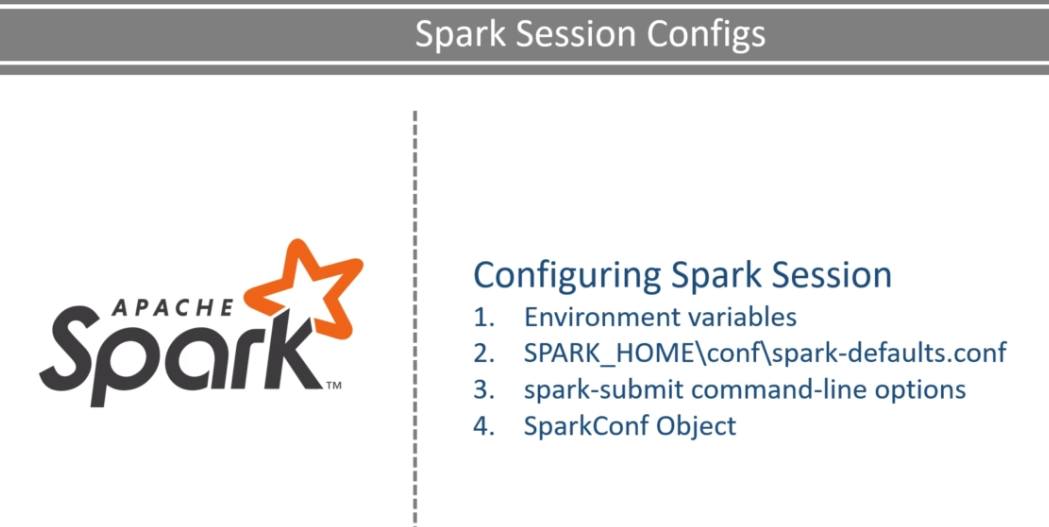 Spark Session Configs
APACHE
Spark™
Configuring Spark Session
1. Environment variables
2. SPARK_HOME\conf\spark-defaults.conf
3. spark-submit command-line options
4. SparkConf Object